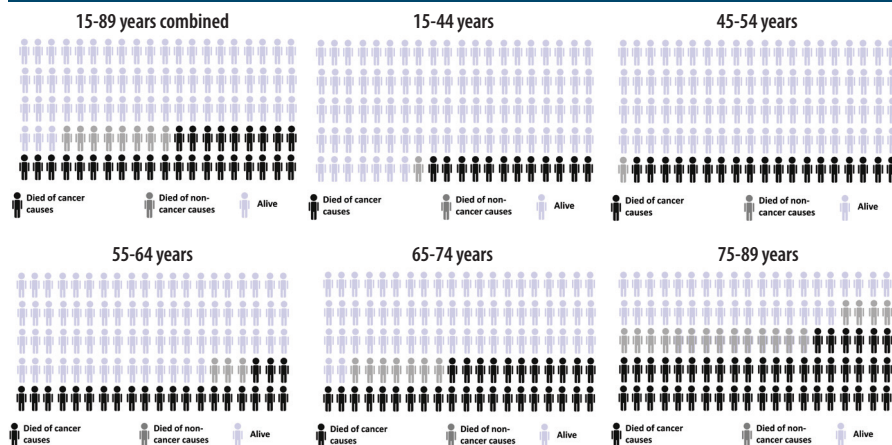 15-89 years combined
15-44 years
45-54 years
Died of cancer
causes
Died of non-
cancer causes
Alive
Died of cancer
causes
Died of non-
cancer causes
Alive
Died of cancer
causes
Died of non-
cancer causes
Alive
55-64 years
65-74 years
75-89 years
Died of cancer
causes
Died of non-
cancer causes
Alive
Died of cancer
causes
Died of non-
cancer causes
Alive
Died of cancer
causes
Died of non-
cancer causes
Alive